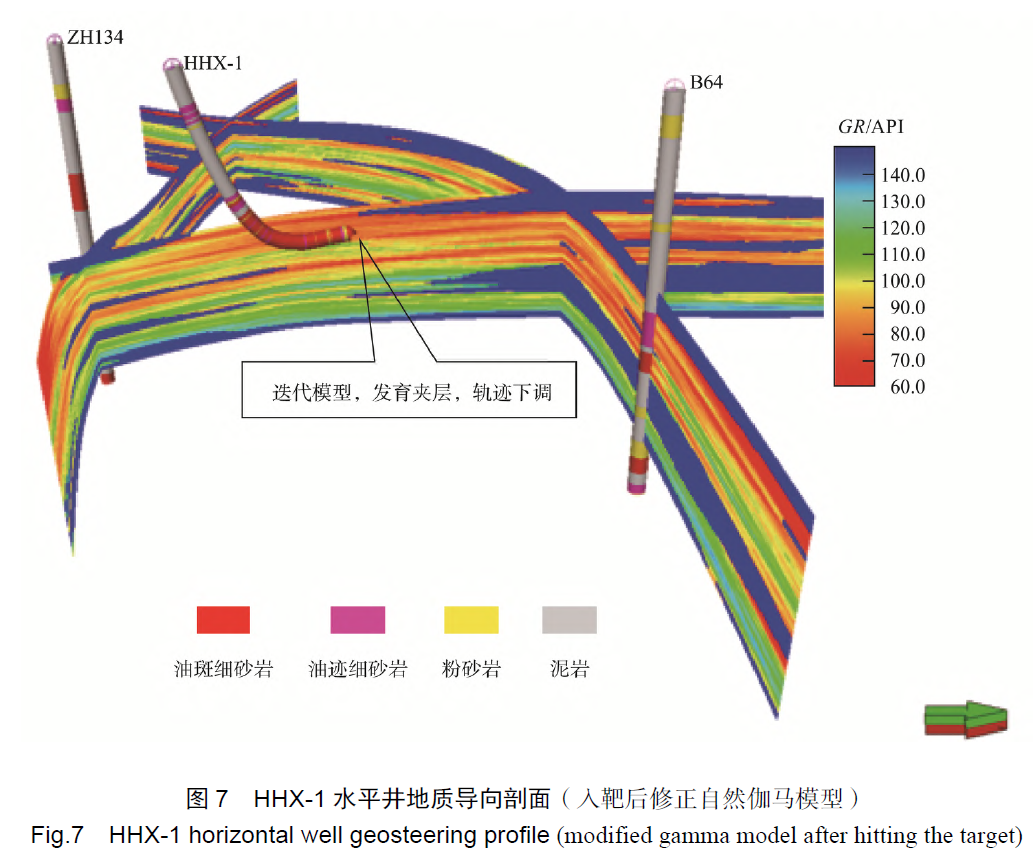 ZH134
HHX-1
B64
GR/API
140.0
130.0
120.0
110.0
100.0
90.0
80.0
70.0
60.0
迭代模型，发育夹层，轨迹下调
油斑细砂岩 油迹细砂岩 粉砂岩 泥岩
图 7 HHX-1 水平井地质导向剖面（入靶后修正自然伽马模型）
Fig.7 HHX-1 horizontal well geosteering profile (modified gamma model after hitting the target)